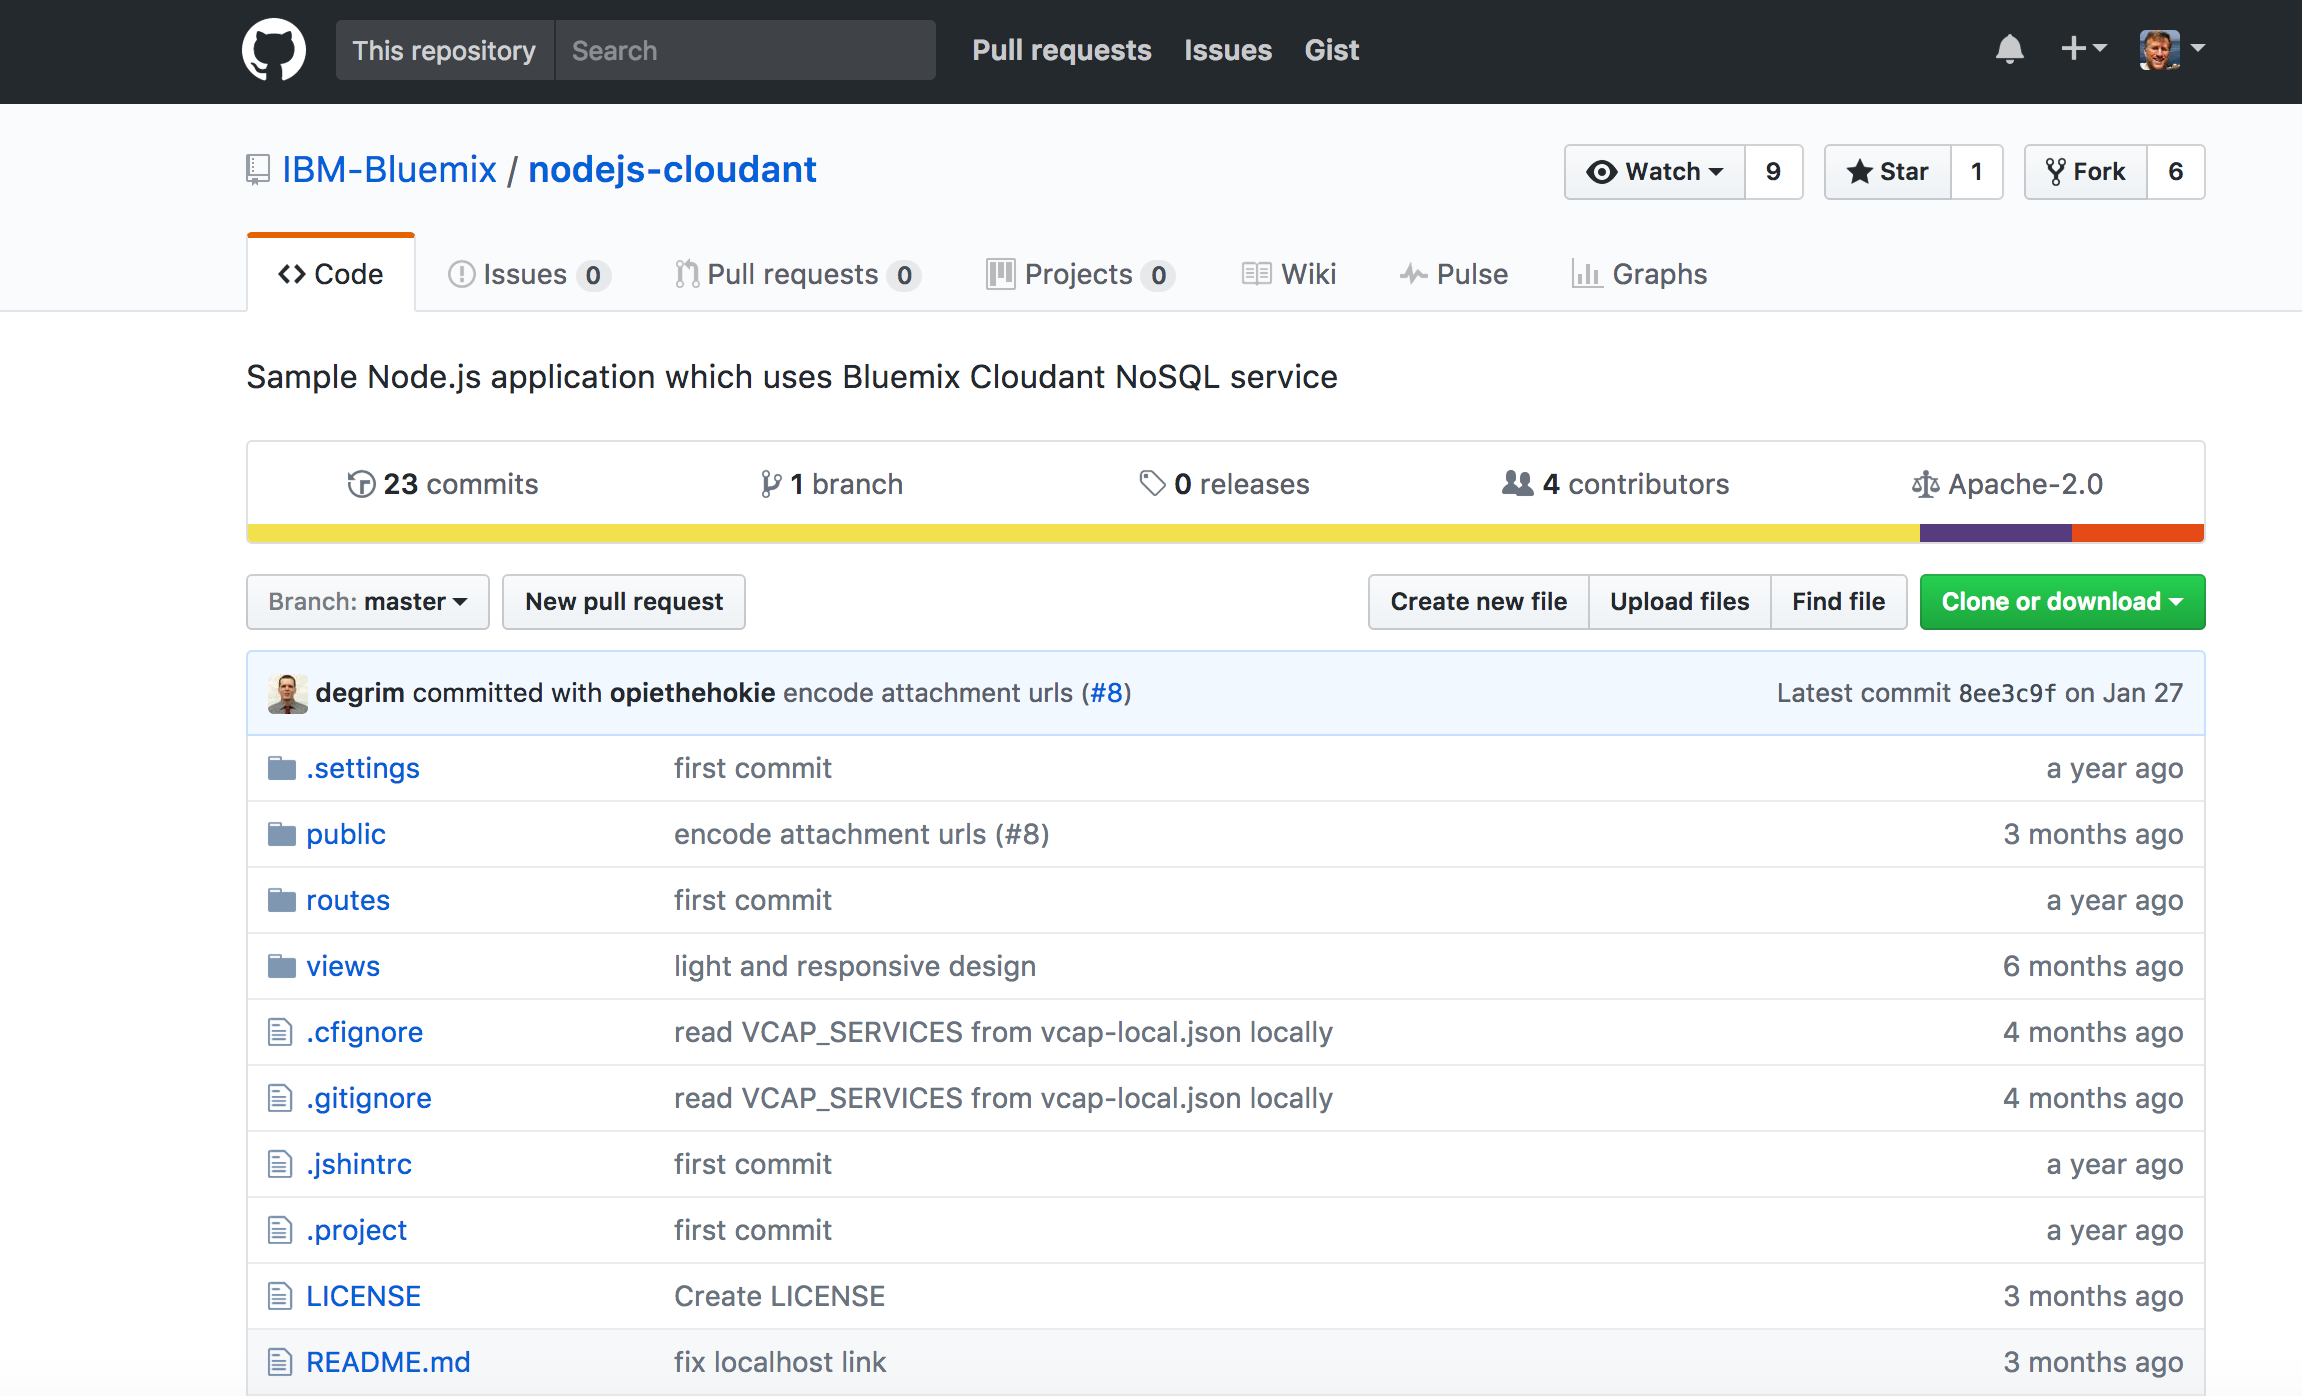 This repository Search Pull requests Issues Gist
IBM-Bluemix / nodejs-cloudant Watch 9 Star 1 Fork 6
Code Issues 0 Pull requests 0 Projects 0 Wiki Pulse Graphs
Sample Node.js application which uses Bluemix Cloudant NoSQL service
23 commits 1 branch 0 releases 4 contributors Apache-2.0
Branch: master New pull request Create new file Upload files Find file Clone or download
degrim committed with opiethehokie encode attachment urls (#8) Latest commit 8ee3c9f on Jan 27
.settings first commit a year ago
public encode attachment urls (#8) 3 months ago
routes first commit a year ago
views light and responsive design 6 months ago
.cfignore read VCAP_SERVICES from vcap-local.json locally 4 months ago
.gitignore read VCAP_SERVICES from vcap-local.json locally 4 months ago
.jshintrc first commit a year ago
.project first commit a year ago
LICENSE Create LICENSE 3 months ago
README.md fix localhost link 3 months ago